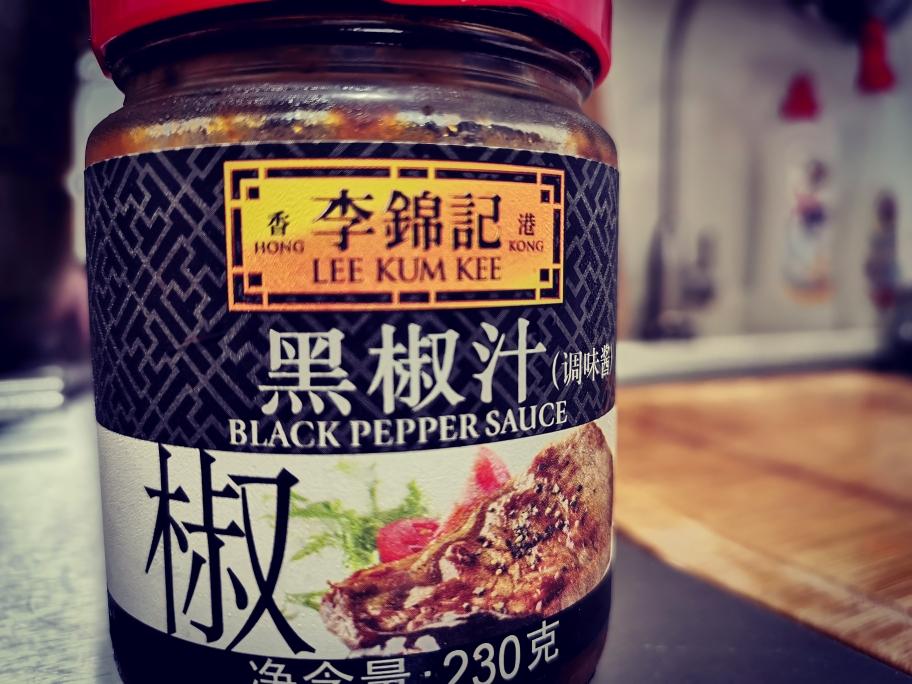 香 李錦記 港
HONG LEE KUM KEE KONG
黑椒汁(调味酱)
BLACK PEPPER SAUCE
椒
净含量:230克